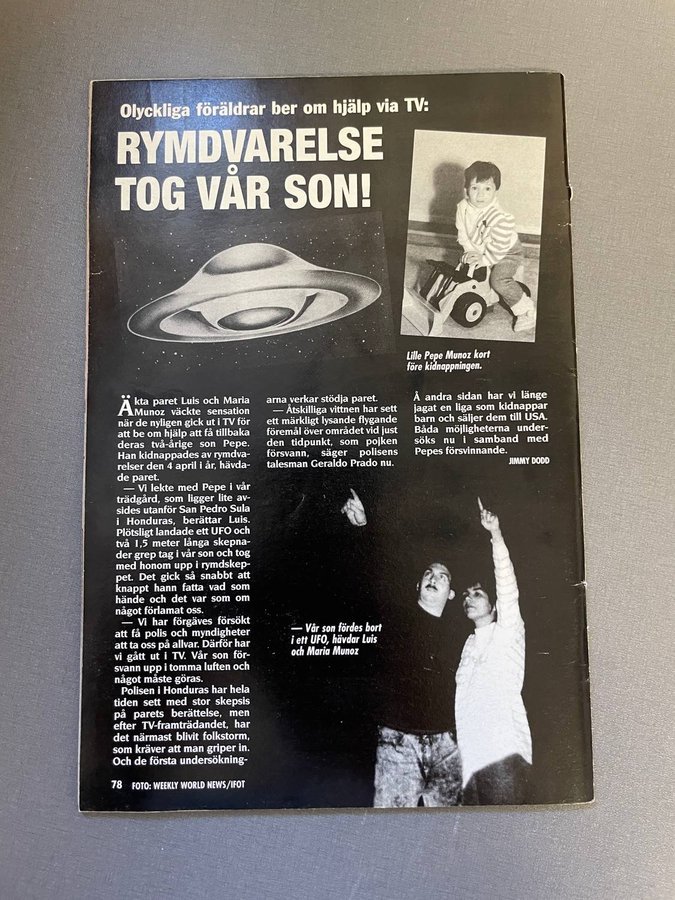 Olyckliga föräldrar ber om hjälp via TV:
RYMDVARELSE
TOG VÅR SON!
Lille Pepe Munoz kort
före kidnappningen.
Äkta paret Luis och Maria
Munoz väckte sensation
när de nyligen gick ut i TV för
att be om hjälp att få tillbaka
deras två-årige son Pepe.
Han kidnappades av rymdva-
relser den 4 april i år, hävda-
de paret.
— Vi lekte med Pepe i vår
trädgård, som ligger lite av-
sides utanför San Pedro Sula
i Honduras, berättar Luis.
Plötsligt landade ett UFO och
två 1,5 meter långa skepna-
der grep tag i vår son och tog
med honom upp i rymdskep-
pet. Det gick så snabbt att
knappt hann fatta vad som
hände och det var som om
något förlamat oss.
— Vi har förgäves försökt
att få polis och myndigheter
att ta oss på allvar. Därför har
vi gått ut i TV. Vår son för-
svann upp i tomma luften och
något måste göras.
Polisen i Honduras har hela
tiden sett med stor skepsis
på parets berättelse, men
efter TV-framträdandet, har
det närmast blivit folkstorm,
som kräver att man griper in.
Och de första undersökning-
arna verkar stödja paret.
— Åtskilliga vittnen har sett
ett märkligt lysande flygande
föremål över området vid just
den tidpunkt, som pojken
försvann, säger polisens
talesman Geraldo Prado nu.
Å andra sidan har vi länge
jagat en liga som kidnappar
barn och säljer dem till USA.
Båda möjligheterna under-
söks nu i samband med
Pepes försvinnande.
JIMMY DODD
— Vår son fördes bort
i ett UFO, hävdar Luis
och Maria Munoz
78 FOTO: WEEKLY WORLD NEWS/IFOT